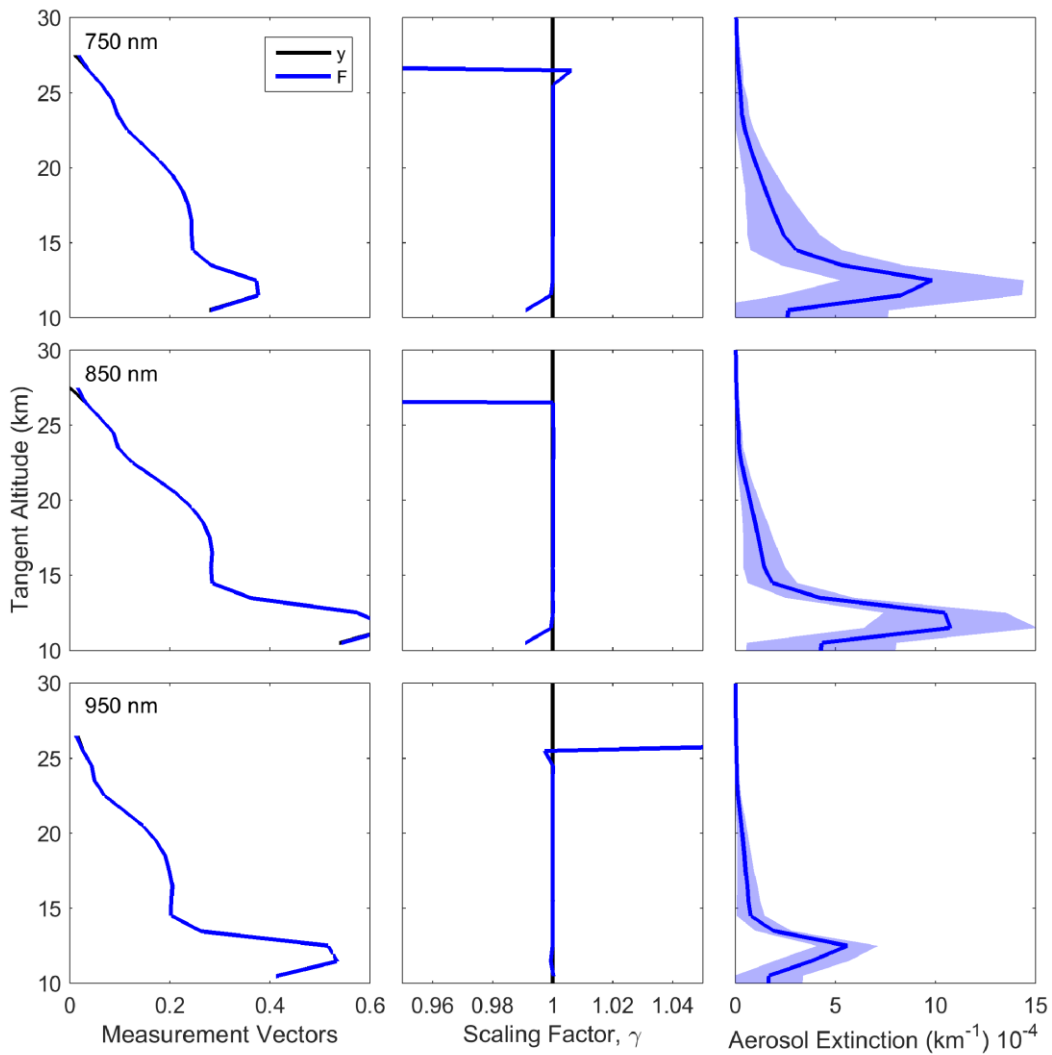 30
25
20
15
10
750 nm
y
F
30
25
20
15
10
850 nm
30
25
20
15
10
950 nm
Tangent Altitude (km)
0 0.2 0.4 0.6
0.96 0.98 1 1.02 1.04
0 5 10 15
Measurement Vectors
Scaling Factor, γ
Aerosol Extinction (km⁻¹) 10⁻⁴